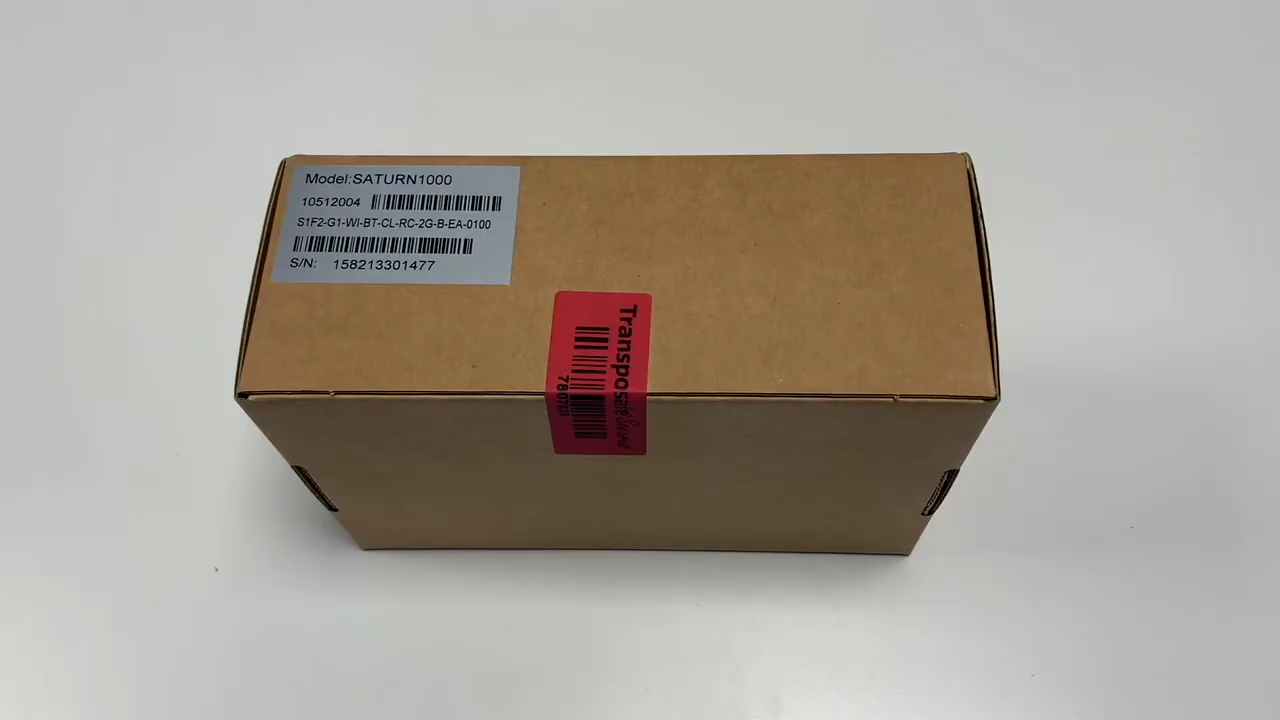 Model:SATURN1000
10512004
S1F2-G1-WI-BT-CL-RC-2G-B-EA-0100
S/N: 158213301477
Transposafe